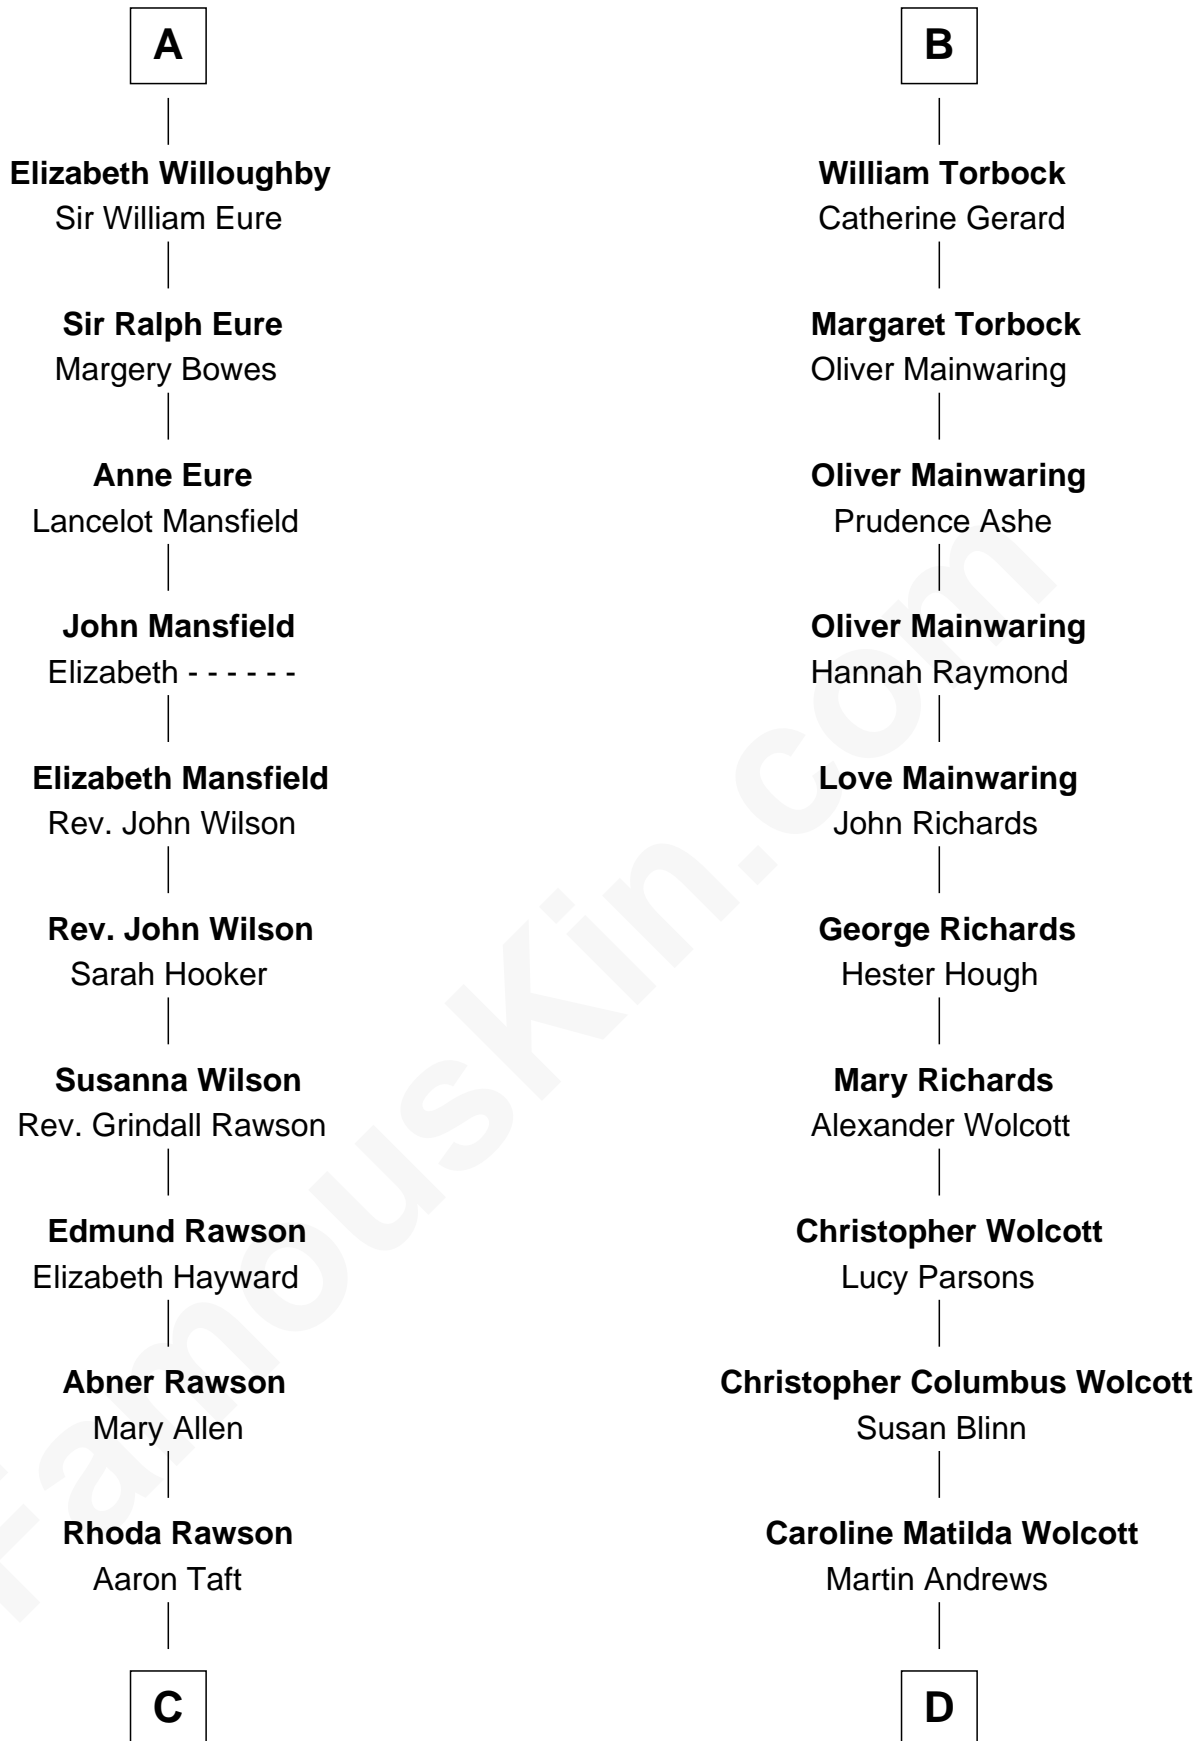 A
Elizabeth Willoughby
Sir William Eure
Sir Ralph Eure
Margery Bowes
Anne Eure
Lancelot Mansfield
John Mansfield
Elizabeth - - - - - -
Elizabeth Mansfield
Rev. John Wilson
Rev. John Wilson
Sarah Hooker
Susanna Wilson
Rev. Grindall Rawson
Edmund Rawson
Elizabeth Hayward
Abner Rawson
Mary Allen
Rhoda Rawson
Aaron Taft
C
B
William Torbock
Catherine Gerard
Margaret Torbock
Oliver Mainwaring
Oliver Mainwaring
Prudence Ashe
Oliver Mainwaring
Hannah Raymond
Love Mainwaring
John Richards
George Richards
Hester Hough
Mary Richards
Alexander Wolcott
Christopher Wolcott
Lucy Parsons
Christopher Columbus Wolcott
Susan Blinn
Caroline Matilda Wolcott
Martin Andrews
D
FamousKin.com